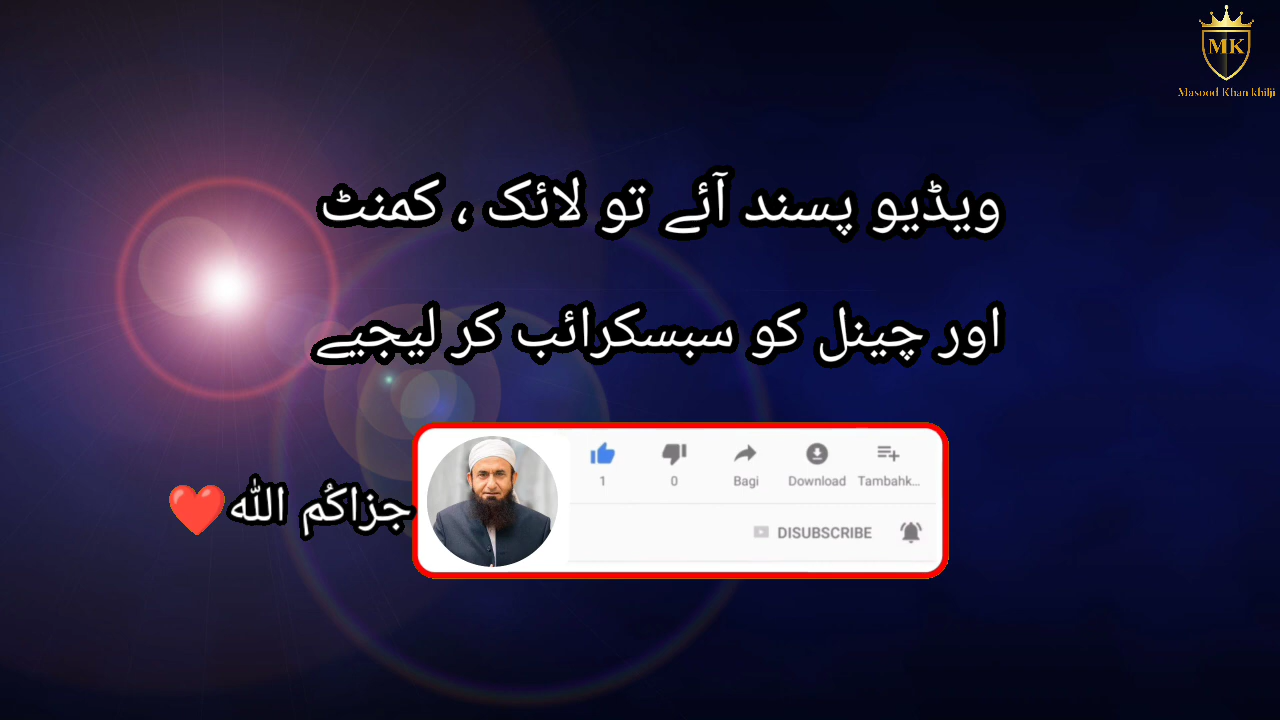 MK
Masood Khan khilji
ویڈیو پسند آئے تو لائک ، کمنٹ
اور چینل کو سبسکرائب کر لیجیے
جزاکُم اللہ❤️
1 0 Bagi Download Tambahk...
DISUBSCRIBE